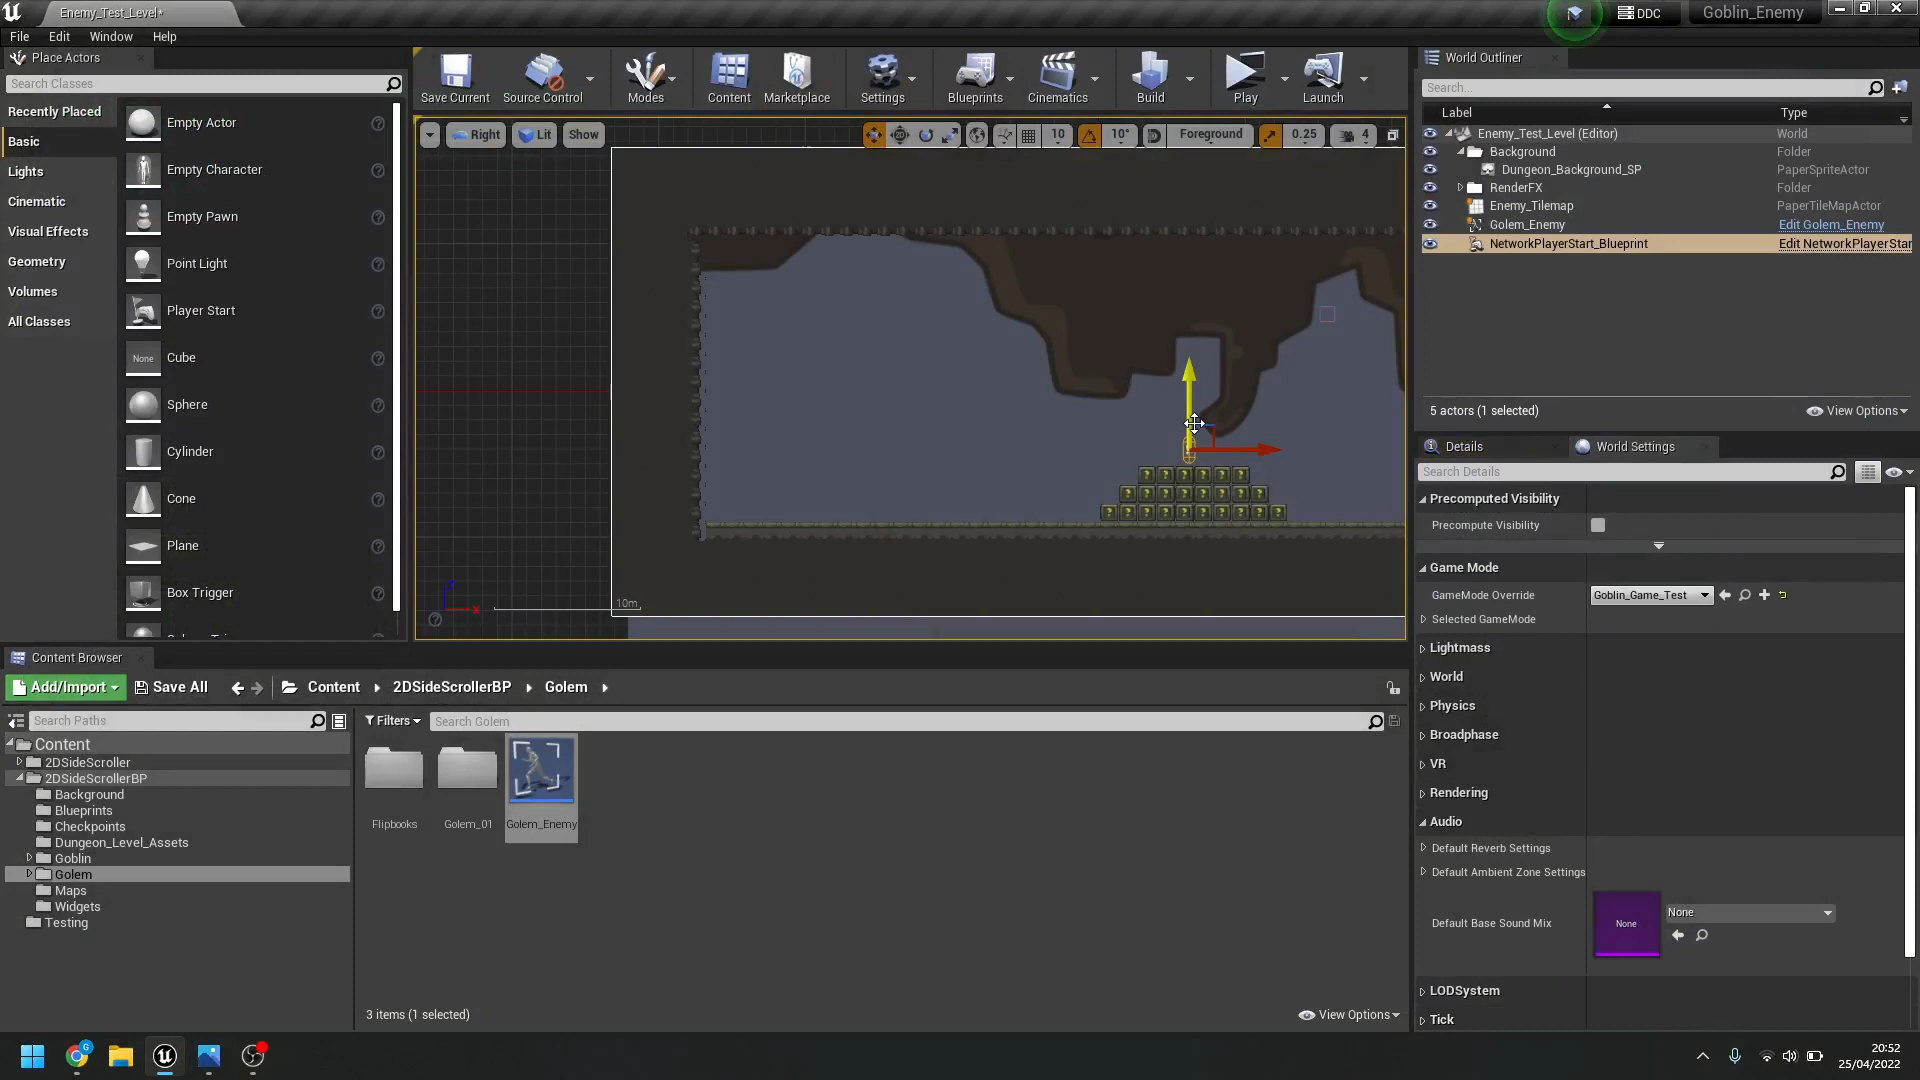 Enemy_Test_Level*
DDC
Goblin_Enemy
File Edit Window Help
Place Actors
Search Classes
Recently Placed
Basic
Lights
Cinematic
Visual Effects
Geometry
Volumes
All Classes
Empty Actor
Empty Character
Empty Pawn
Point Light
Player Start
None Cube
Sphere
Cylinder
Cone
Plane
Box Trigger
Save Current
Source Control
Modes
Content
Marketplace
Settings
Blueprints
Cinematics
Build
Play
Launch
Right
Lit
Show
10
10°
Foreground
0.25
4
10m
World Outliner
Search...
Label Type
Enemy_Test_Level (Editor) World
Background Folder
Dungeon_Background_SP PaperSpriteActor
RenderFX Folder
Enemy_Tilemap PaperTileMapActor
Golem_Enemy Edit Golem_Enemy
NetworkPlayerStart_Blueprint Edit NetworkPlayerStar
5 actors (1 selected)
View Options
Details
World Settings
Search Details
Precomputed Visibility
Precompute Visibility
Game Mode
GameMode Override Goblin_Game_Test
Selected GameMode
Lightmass
World
Physics
Broadphase
VR
Rendering
Audio
Default Reverb Settings
Default Ambient Zone Settings
Default Base Sound Mix
None
None
LODSystem
Tick
Content Browser
Add/Import
Save All
Content
2DSideScrollerBP
Golem
Search Paths
Filters
Search Golem
Content
2DSideScroller
2DSideScrollerBP
Background
Blueprints
Checkpoints
Dungeon_Level_Assets
Goblin
Golem
Maps
Widgets
Testing
Flipbooks
Golem_01
Golem_Enemy
3 items (1 selected)
View Options
20:52
25/04/2022